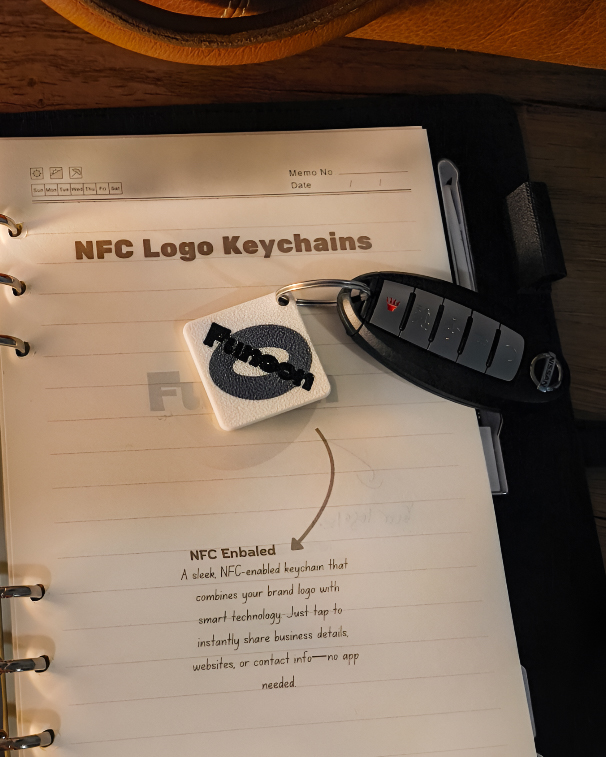 Memo No
Sun Mon Tue Wed Thu Fri Sat
Date / /
NFC Logo Keychains
Funoon
Fu n
NFC Enbaled
A sleek, NFC-enabled keychain that
combines your brand logo with
smart technology. Just tap to
instantly share business details,
websites, or contact info—no app
needed.
NISSAN